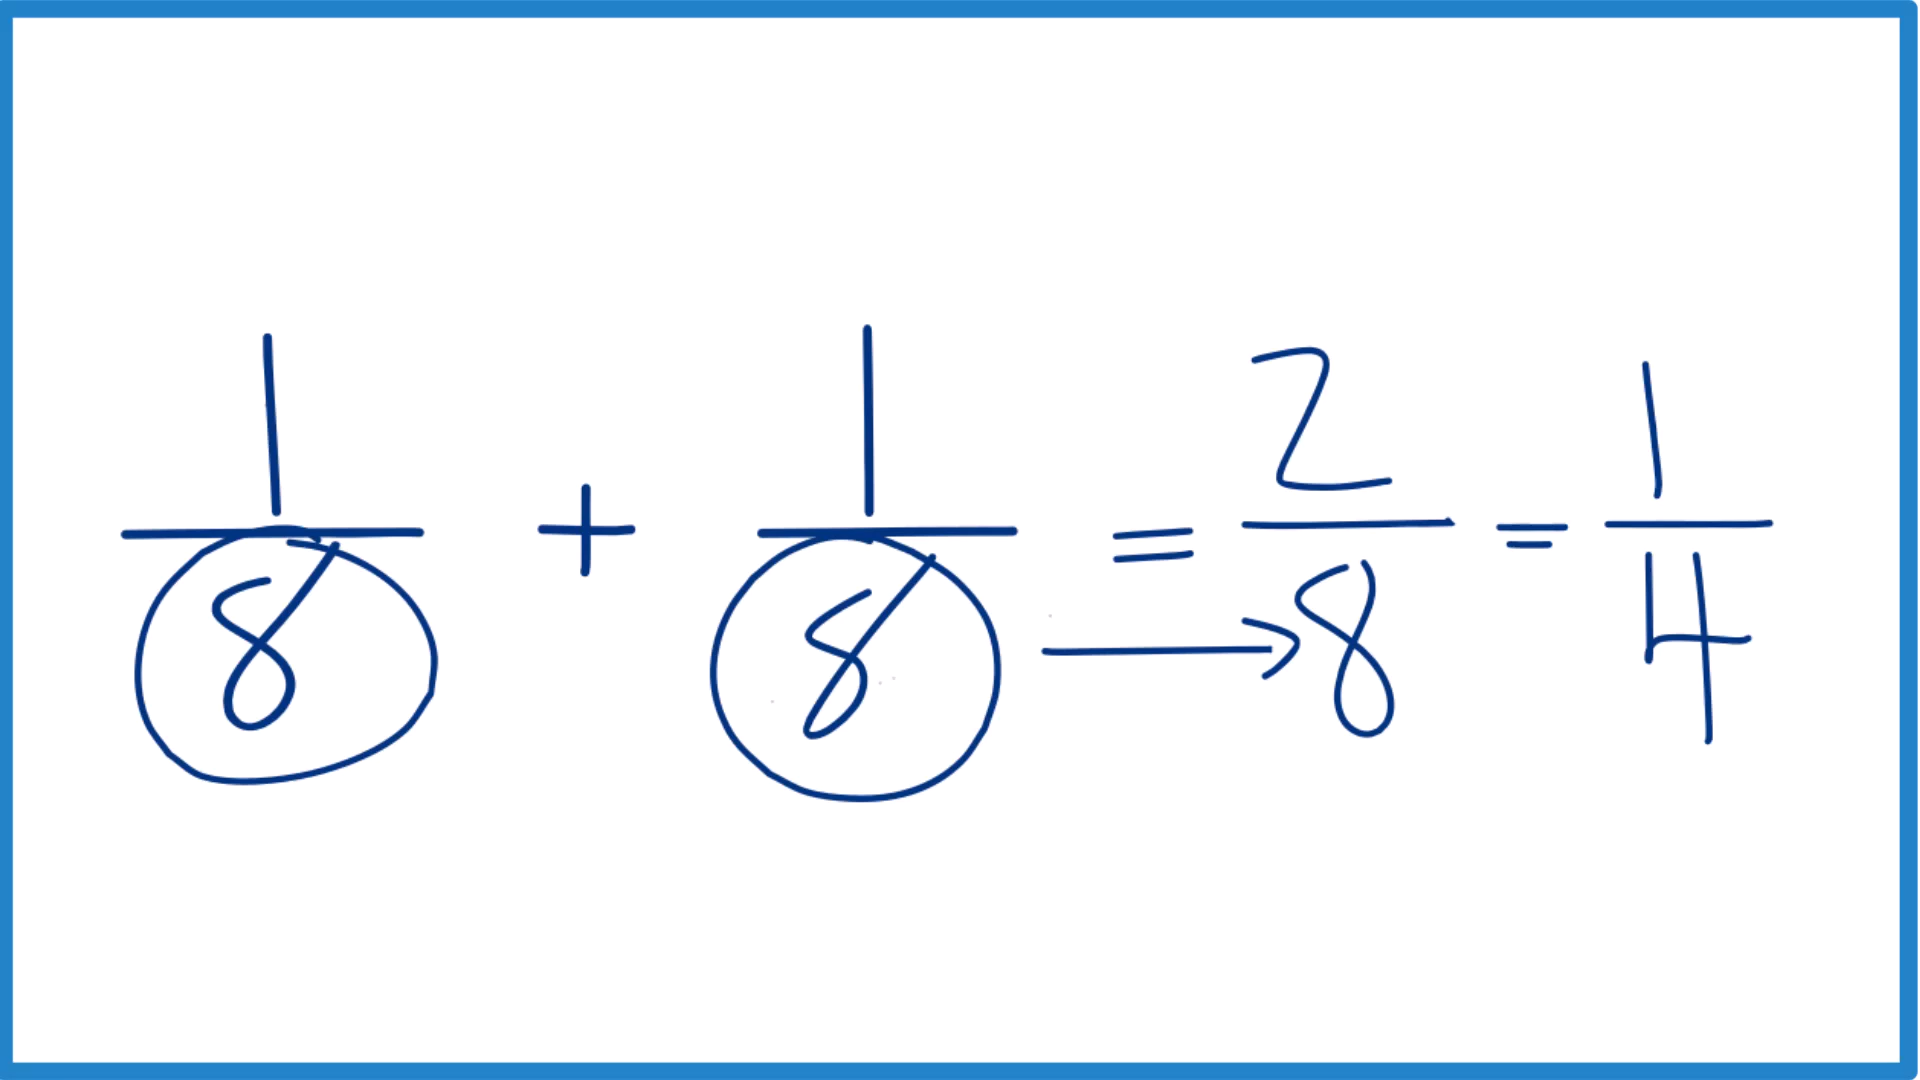 1/8 + 1/8 = → 2/8 = 1/4